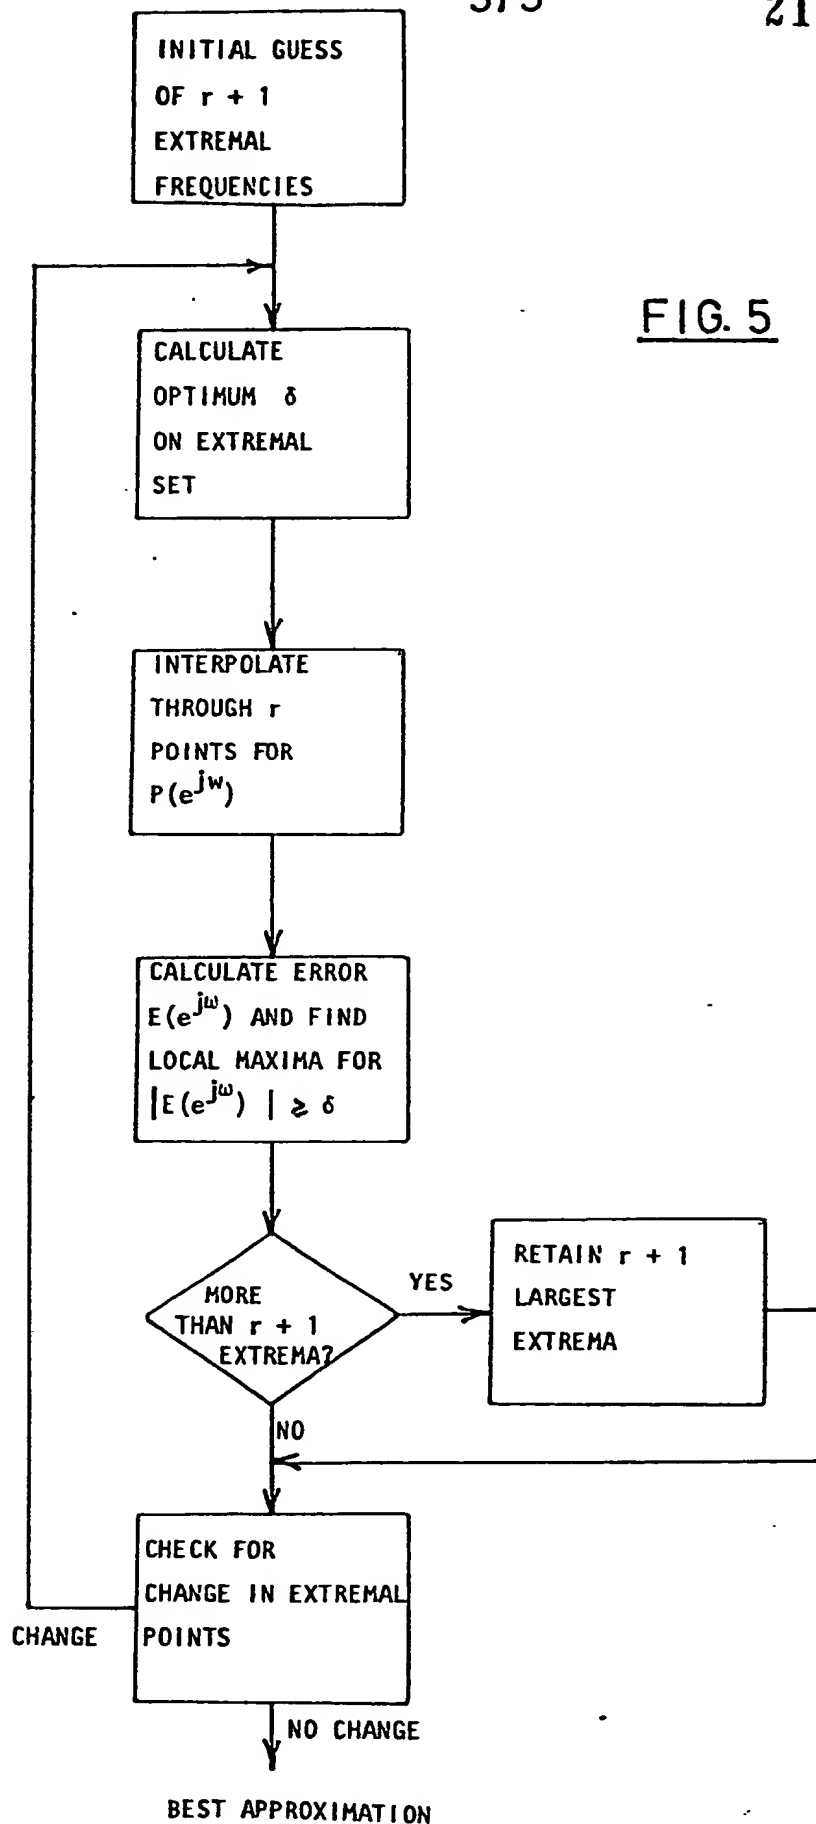 INITIAL GUESS
OF r + 1
EXTREMAL
FREQUENCIES
FIG. 5
CALCULATE
OPTIMUM δ
ON EXTREMAL
SET
INTERPOLATE
THROUGH r
POINTS FOR
P(e^jw)
CALCULATE ERROR
E(e^jω) AND FIND
LOCAL MAXIMA FOR
|E(e^jω) | ⩾ δ
MORE
THAN r + 1
EXTREMA?
YES
RETAIN r + 1
LARGEST
EXTREMA
NO
CHECK FOR
CHANGE IN EXTREMAL
POINTS
CHANGE
NO CHANGE
BEST APPROXIMATION